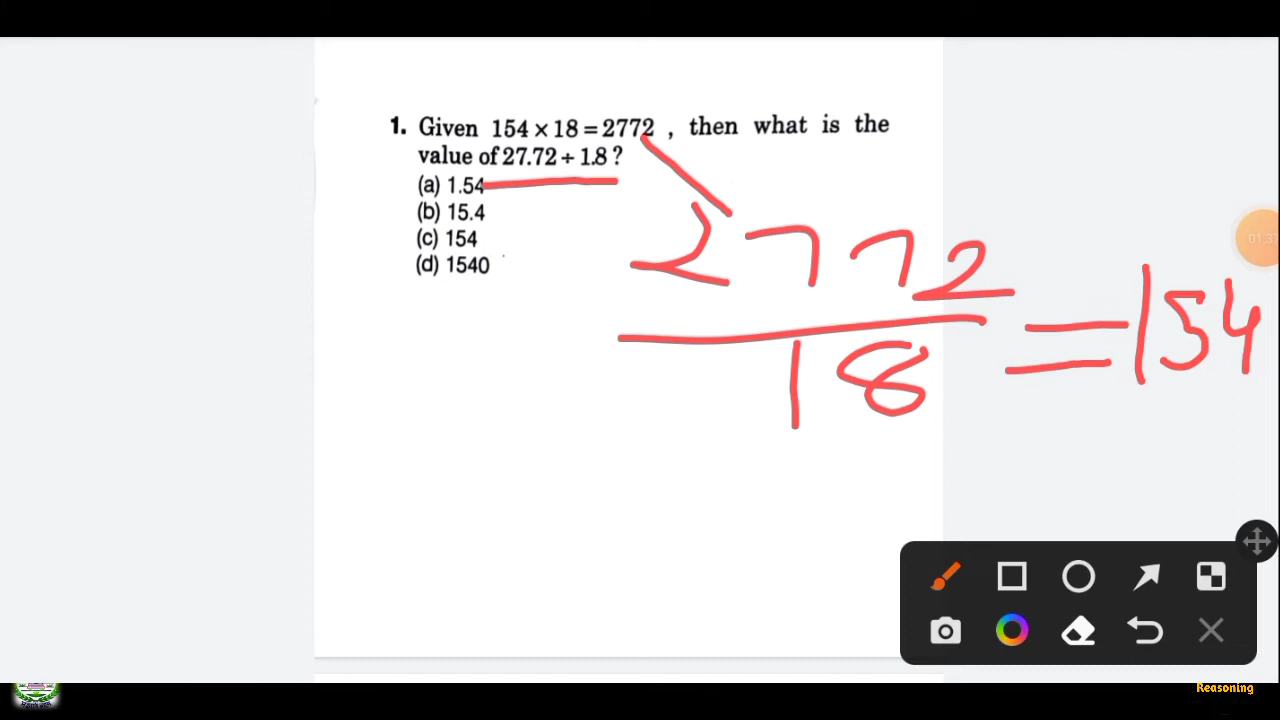 1. Given 154 × 18 = 2772 , then what is the
value of 27.72 ÷ 1.8 ?
(a) 1.54
(b) 15.4
(c) 154
(d) 1540
2772
18
= 154
Reasoning